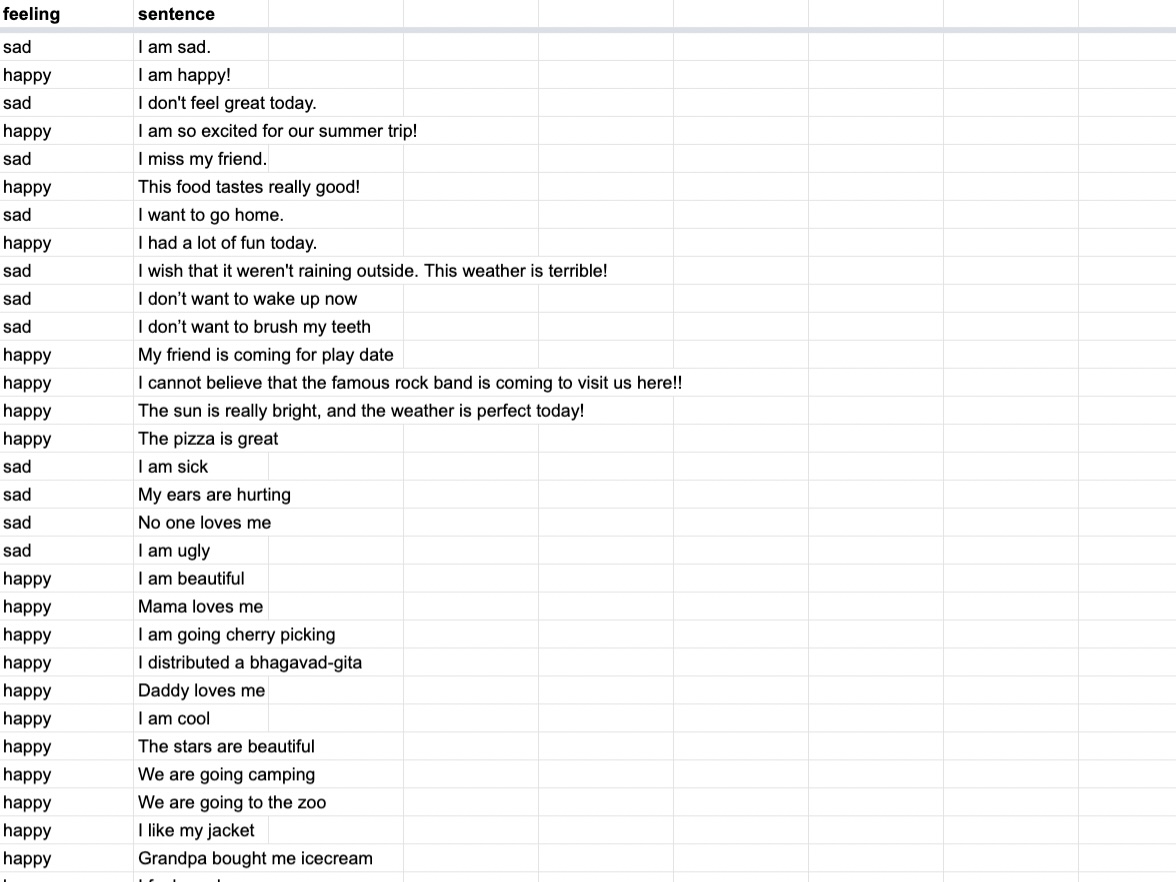 feeling sentence
sad I am sad.
happy I am happy!
sad I don't feel great today.
happy I am so excited for our summer trip!
sad I miss my friend.
happy This food tastes really good!
sad I want to go home.
happy I had a lot of fun today.
sad I wish that it weren't raining outside. This weather is terrible!
sad I don’t want to wake up now
sad I don’t want to brush my teeth
happy My friend is coming for play date
happy I cannot believe that the famous rock band is coming to visit us here!!
happy The sun is really bright, and the weather is perfect today!
happy The pizza is great
sad I am sick
sad My ears are hurting
sad No one loves me
sad I am ugly
happy I am beautiful
happy Mama loves me
happy I am going cherry picking
happy I distributed a bhagavad-gita
happy Daddy loves me
happy I am cool
happy The stars are beautiful
happy We are going camping
happy We are going to the zoo
happy I like my jacket
happy Grandpa bought me icecream